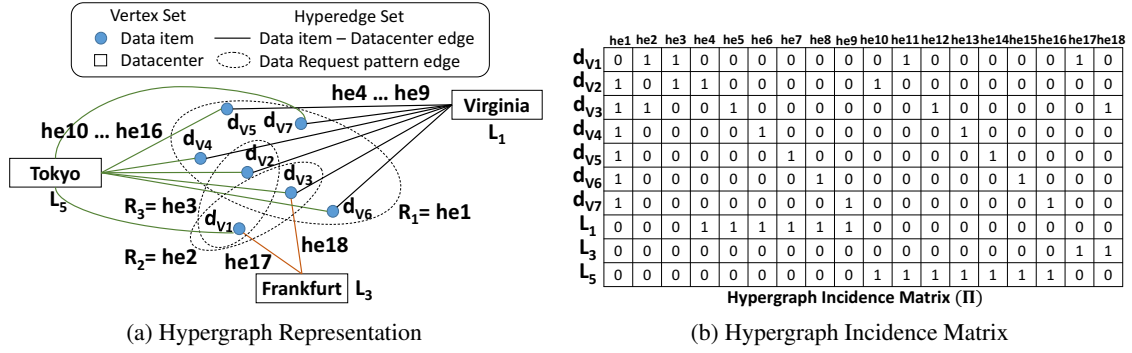 Vertex Set
Data item
Datacenter
Hyperedge Set
Data item – Datacenter edge
Data Request pattern edge
he4 ... he9
Virginia
L1
he10 ... he16
dV5
dV7
dV4
dV2
Tokyo
L5
dV3
R3= he3
dV6
R1= he1
dV1
R2= he2
he18
he17
Frankfurt
L3
(a) Hypergraph Representation
he1 he2 he3 he4 he5 he6 he7 he8 he9 he10 he11 he12 he13 he14 he15 he16 he17 he18
dV1 0 1 1 0 0 0 0 0 0 0 1 0 0 0 0 0 1 0
dV2 1 0 1 1 0 0 0 0 0 1 0 0 0 0 0 0 0 0
dV3 1 1 0 0 1 0 0 0 0 0 0 1 0 0 0 0 0 1
dV4 1 0 0 0 0 1 0 0 0 0 0 0 1 0 0 0 0 0
dV5 1 0 0 0 0 0 1 0 0 0 0 0 0 1 0 0 0 0
dV6 1 0 0 0 0 0 0 1 0 0 0 0 0 0 1 0 0 0
dV7 1 0 0 0 0 0 0 0 1 0 0 0 0 0 0 1 0 0
L1 0 0 0 1 1 1 1 1 1 0 0 0 0 0 0 0 0 0
L3 0 0 0 0 0 0 0 0 0 0 0 0 0 0 0 0 1 1
L5 0 0 0 0 0 0 0 0 0 1 1 1 1 1 1 1 0 0
Hypergraph Incidence Matrix (Π)
(b) Hypergraph Incidence Matrix